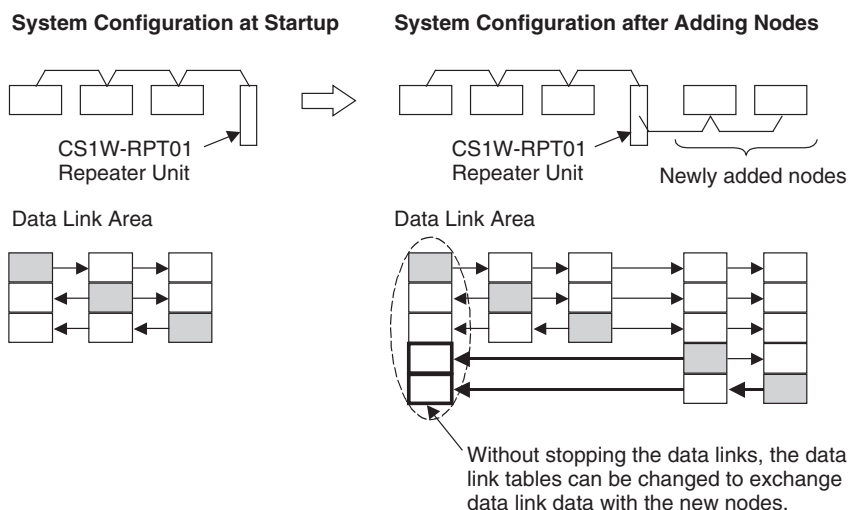 System Configuration at Startup
System Configuration after Adding Nodes
CS1W-RPT01
Repeater Unit
CS1W-RPT01
Repeater Unit
Newly added nodes
Data Link Area
Data Link Area
Without stopping the data links, the data
link tables can be changed to exchange
data link data with the new nodes.